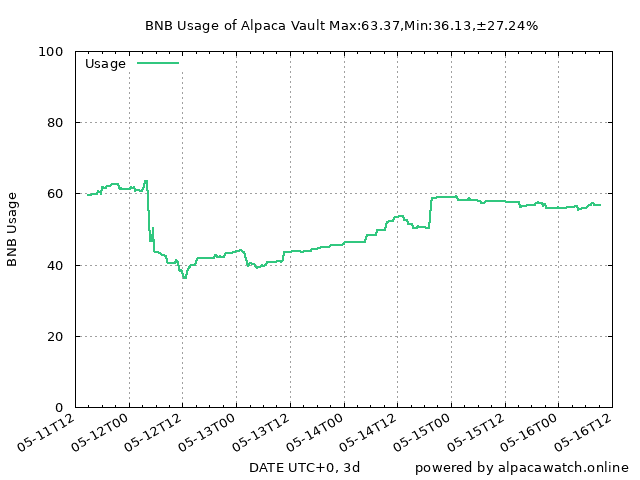 BNB Usage of Alpaca Vault Max:63.37,Min:36.13,±27.24%
Usage
100
80
60
40
20
0
BNB Usage
05-11T12
05-12T00
05-12T12
05-13T00
05-13T12
05-14T00
05-14T12
05-15T00
05-15T12
05-16T00
05-16T12
DATE UTC+0, 3d
powered by alpacawatch.online